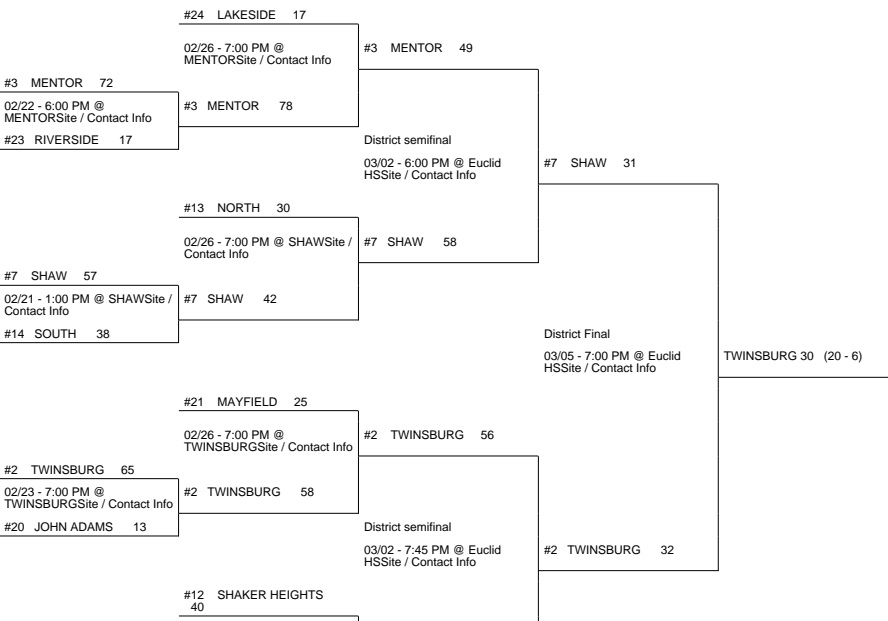 #24 LAKESIDE 17
02/26 - 7:00 PM @
MENTORSite / Contact Info
#3 MENTOR 49
#3 MENTOR 72
02/22 - 6:00 PM @
MENTORSite / Contact Info
#3 MENTOR 78
#23 RIVERSIDE 17
District semifinal
03/02 - 6:00 PM @ Euclid
HSSite / Contact Info
#7 SHAW 31
#13 NORTH 30
02/26 - 7:00 PM @ SHAWSite /
Contact Info
#7 SHAW 58
#7 SHAW 57
02/21 - 1:00 PM @ SHAWSite /
Contact Info
#7 SHAW 42
#14 SOUTH 38
District Final
03/05 - 7:00 PM @ Euclid
HSSite / Contact Info
TWINSBURG 30 (20 - 6)
#21 MAYFIELD 25
02/26 - 7:00 PM @
TWINSBURGSite / Contact Info
#2 TWINSBURG 56
#2 TWINSBURG 65
02/23 - 7:00 PM @
TWINSBURGSite / Contact Info
#2 TWINSBURG 58
#20 JOHN ADAMS 13
District semifinal
03/02 - 7:45 PM @ Euclid
HSSite / Contact Info
#2 TWINSBURG 32
#12 SHAKER HEIGHTS
40